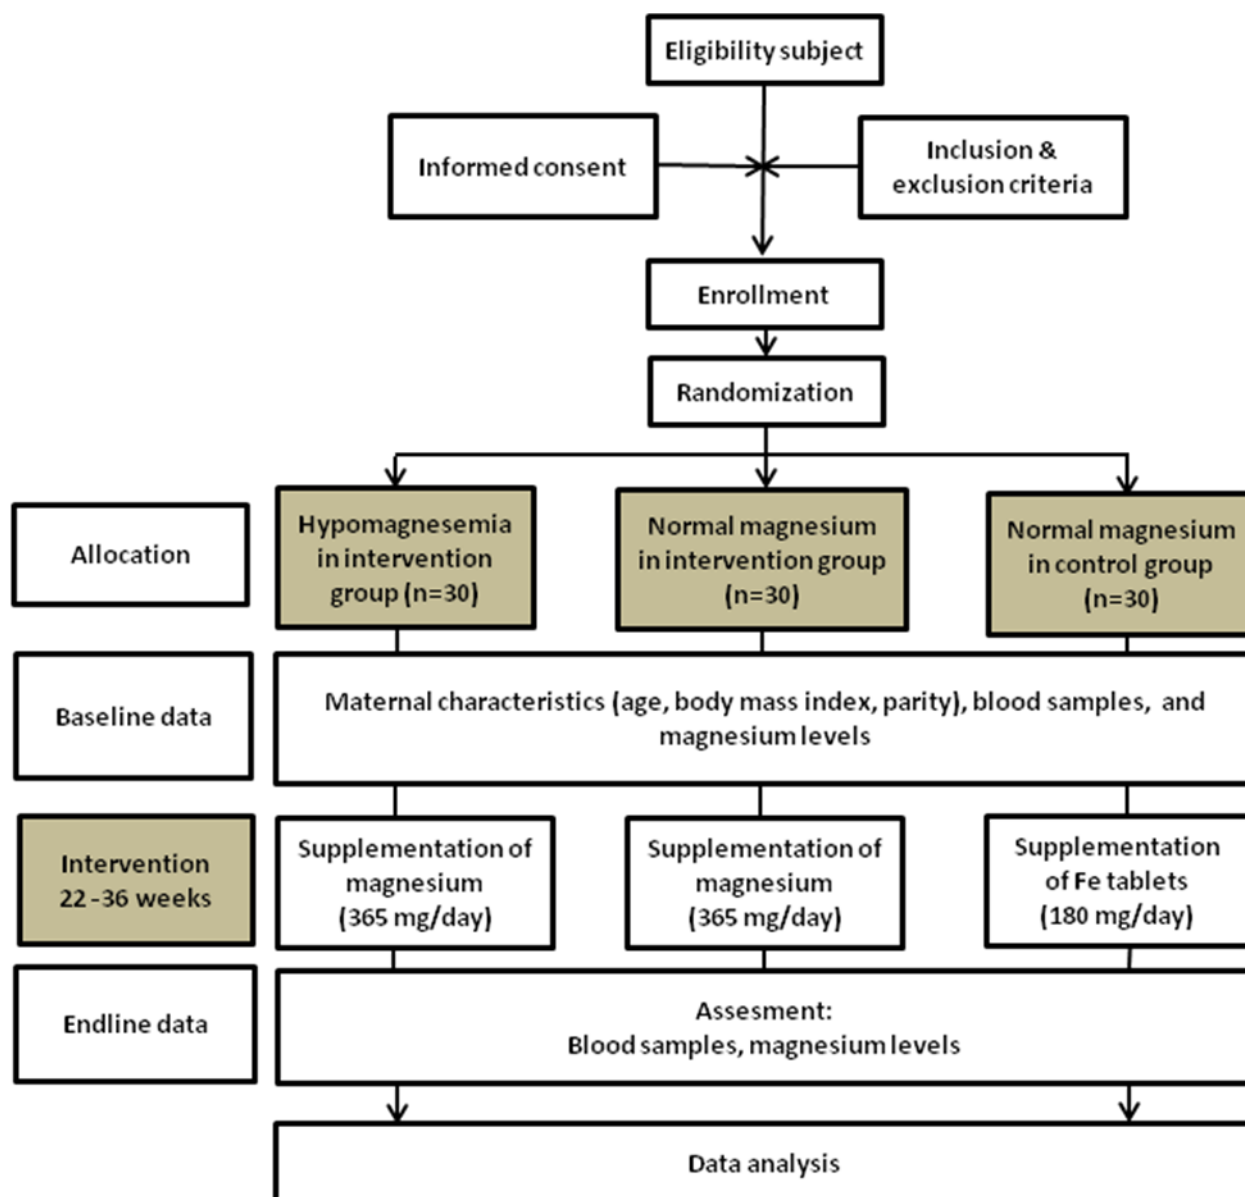 Eligibility subject
Informed consent
Inclusion &
exclusion criteria
Enrollment
Randomization
Allocation
Hypomagnesemia
in intervention
group (n=30)
Normal magnesium
in intervention group
(n=30)
Normal magnesium
in control group
(n=30)
Baseline data
Maternal characteristics (age, body mass index, parity), blood samples, and
magnesium levels
Intervention
22 -36 weeks
Supplementation of
magnesium
(365 mg/day)
Supplementation of
magnesium
(365 mg/day)
Supplementation
of Fe tablets
(180 mg/day)
Endline data
Assesment:
Blood samples, magnesium levels
Data analysis